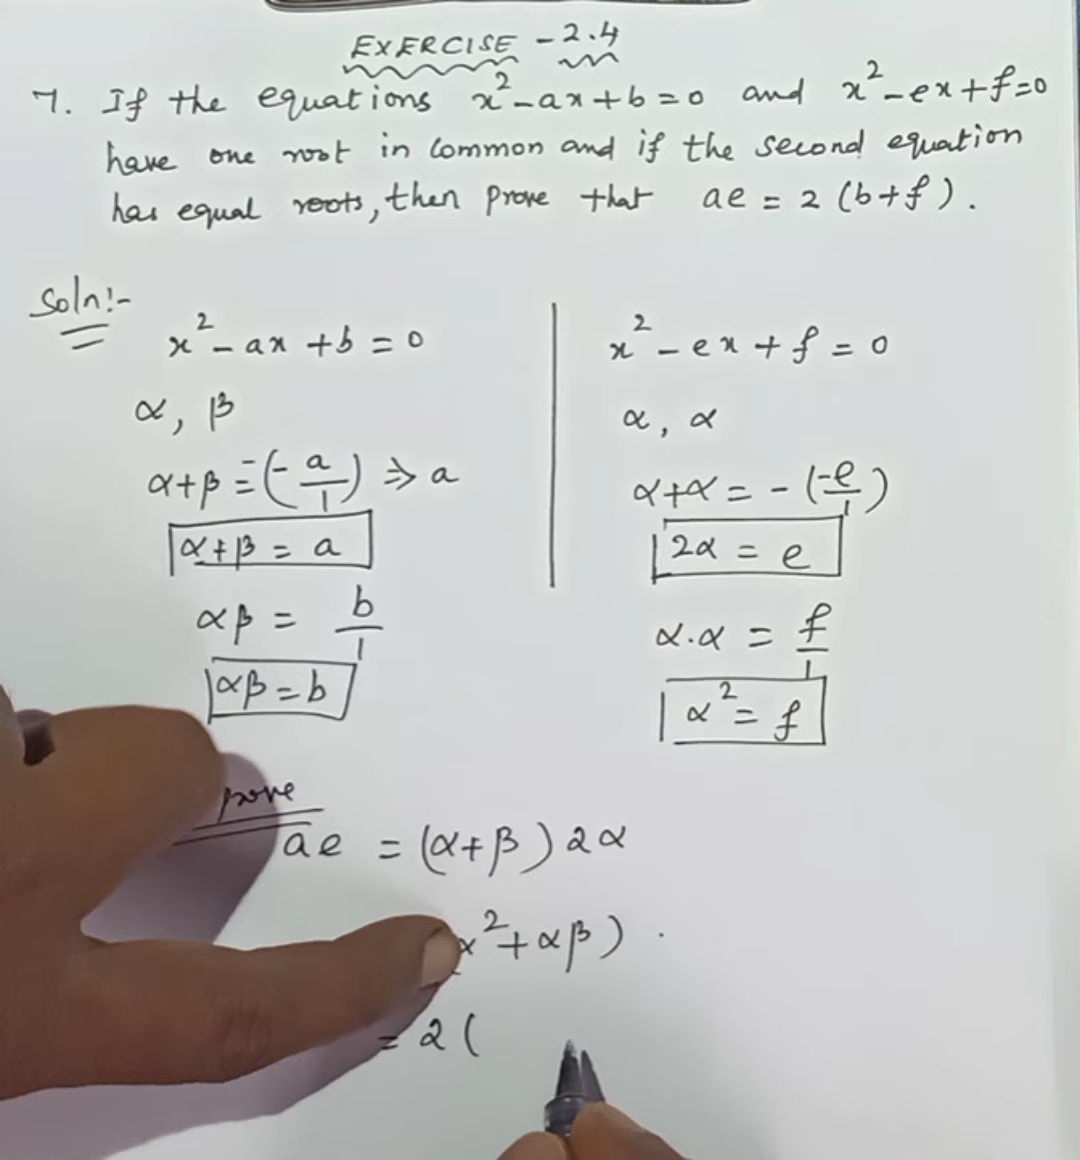 EXERCISE - 2.4
7. If the equations x²-ax+b=0 and x²-ex+f=0
have one root in common and if the second equation
has equal roots, then prove that ae = 2 (b+f).
Soln:-
x² - ax + b = 0
α, β
α+β = (- a/1) ⇒ a
α+β = a
αβ = b/1
αβ = b
x² - ex + f = 0
α, α
α+α = - (-e/1)
2α = e
α.α = f/1
α² = f
prove
ae = (α+β) 2α
α² + αβ) .
= 2 (